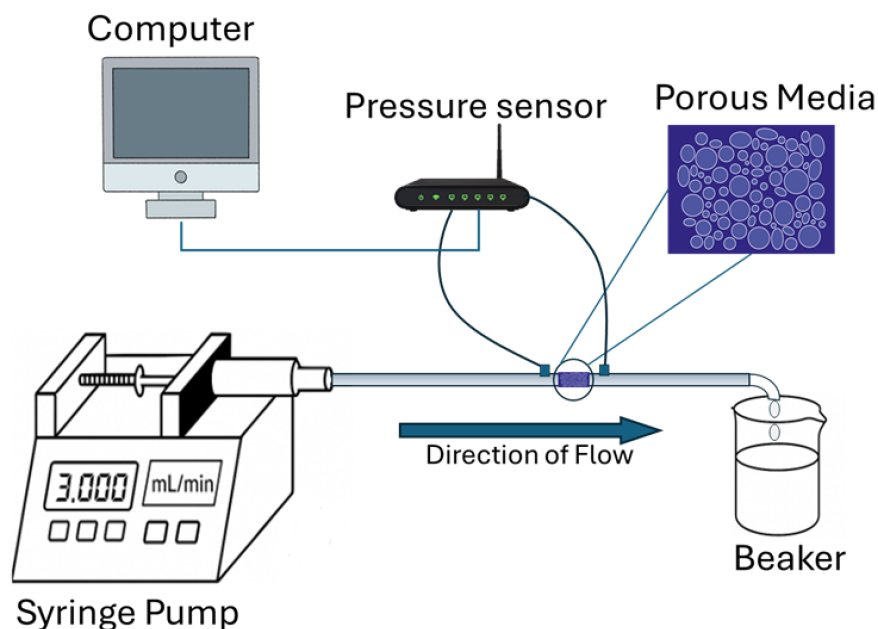 Computer
Pressure sensor
Porous Media
Direction of Flow
3.000
mL/min
Beaker
Syringe Pump